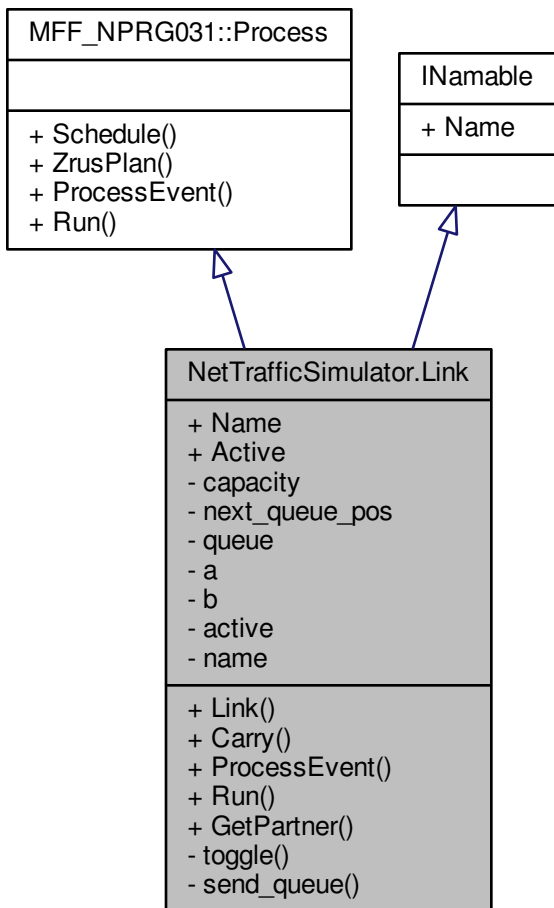 MFF_NPRG031::Process
+ Schedule()
+ ZrusPlan()
+ ProcessEvent()
+ Run()
INamable
+ Name
NetTrafficSimulator.Link
+ Name
+ Active
- capacity
- next_queue_pos
- queue
- a
- b
- active
- name
+ Link()
+ Carry()
+ ProcessEvent()
+ Run()
+ GetPartner()
- toggle()
- send_queue()